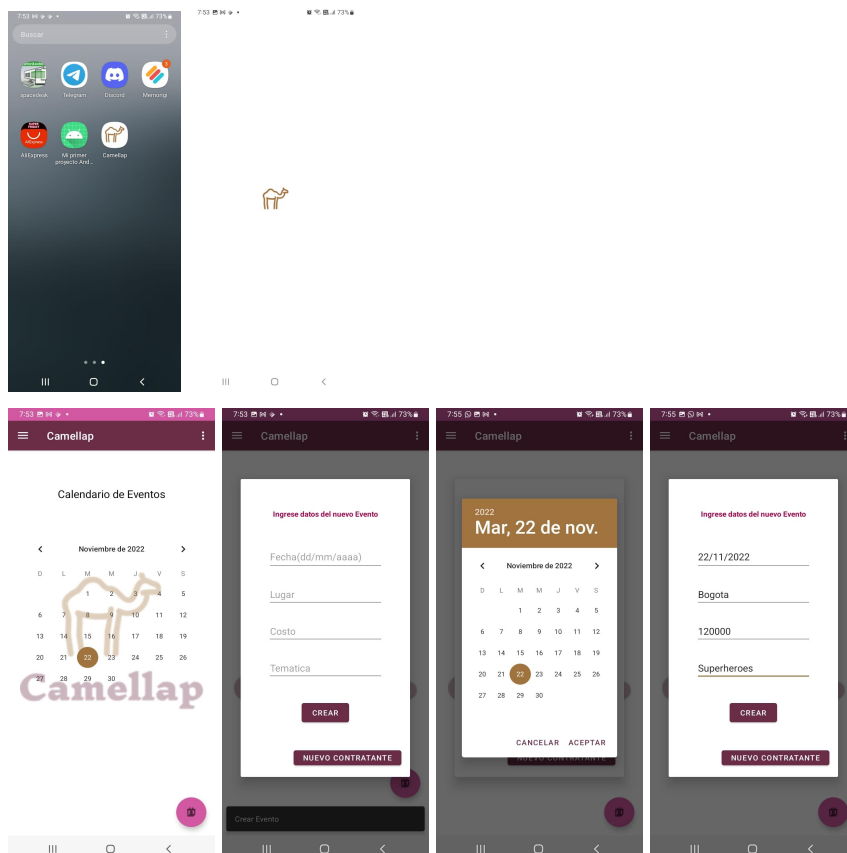 7:53
73%
Buscar
SUPER FRIDAY
AliExpress
spacedesk
Telegram
Discord
Memorigi
AliExpress
Mi primer
proyecto And...
Camellap
7:53
73%
7:53
73%
Camellap
Calendario de Eventos
Noviembre de 2022
D L M M J V S
1 2 3 4 5
6 7 8 9 10 11 12
13 14 15 16 17 18 19
20 21 22 23 24 25 26
27 28 29 30
Camellap
7:53
73%
Camellap
Ingrese datos del nuevo Evento
Fecha(dd/mm/aaaa)
Lugar
Costo
Tematica
CREAR
NUEVO CONTRATANTE
Crear Evento
7:55
73%
Camellap
2022
Mar, 22 de nov.
Noviembre de 2022
D L M M J V S
1 2 3 4 5
6 7 8 9 10 11 12
13 14 15 16 17 18 19
20 21 22 23 24 25 26
27 28 29 30
CANCELAR ACEPTAR
NUEVO CONTRATANTE
7:55
73%
Camellap
Ingrese datos del nuevo Evento
22/11/2022
Bogota
120000
Superheroes
CREAR
NUEVO CONTRATANTE